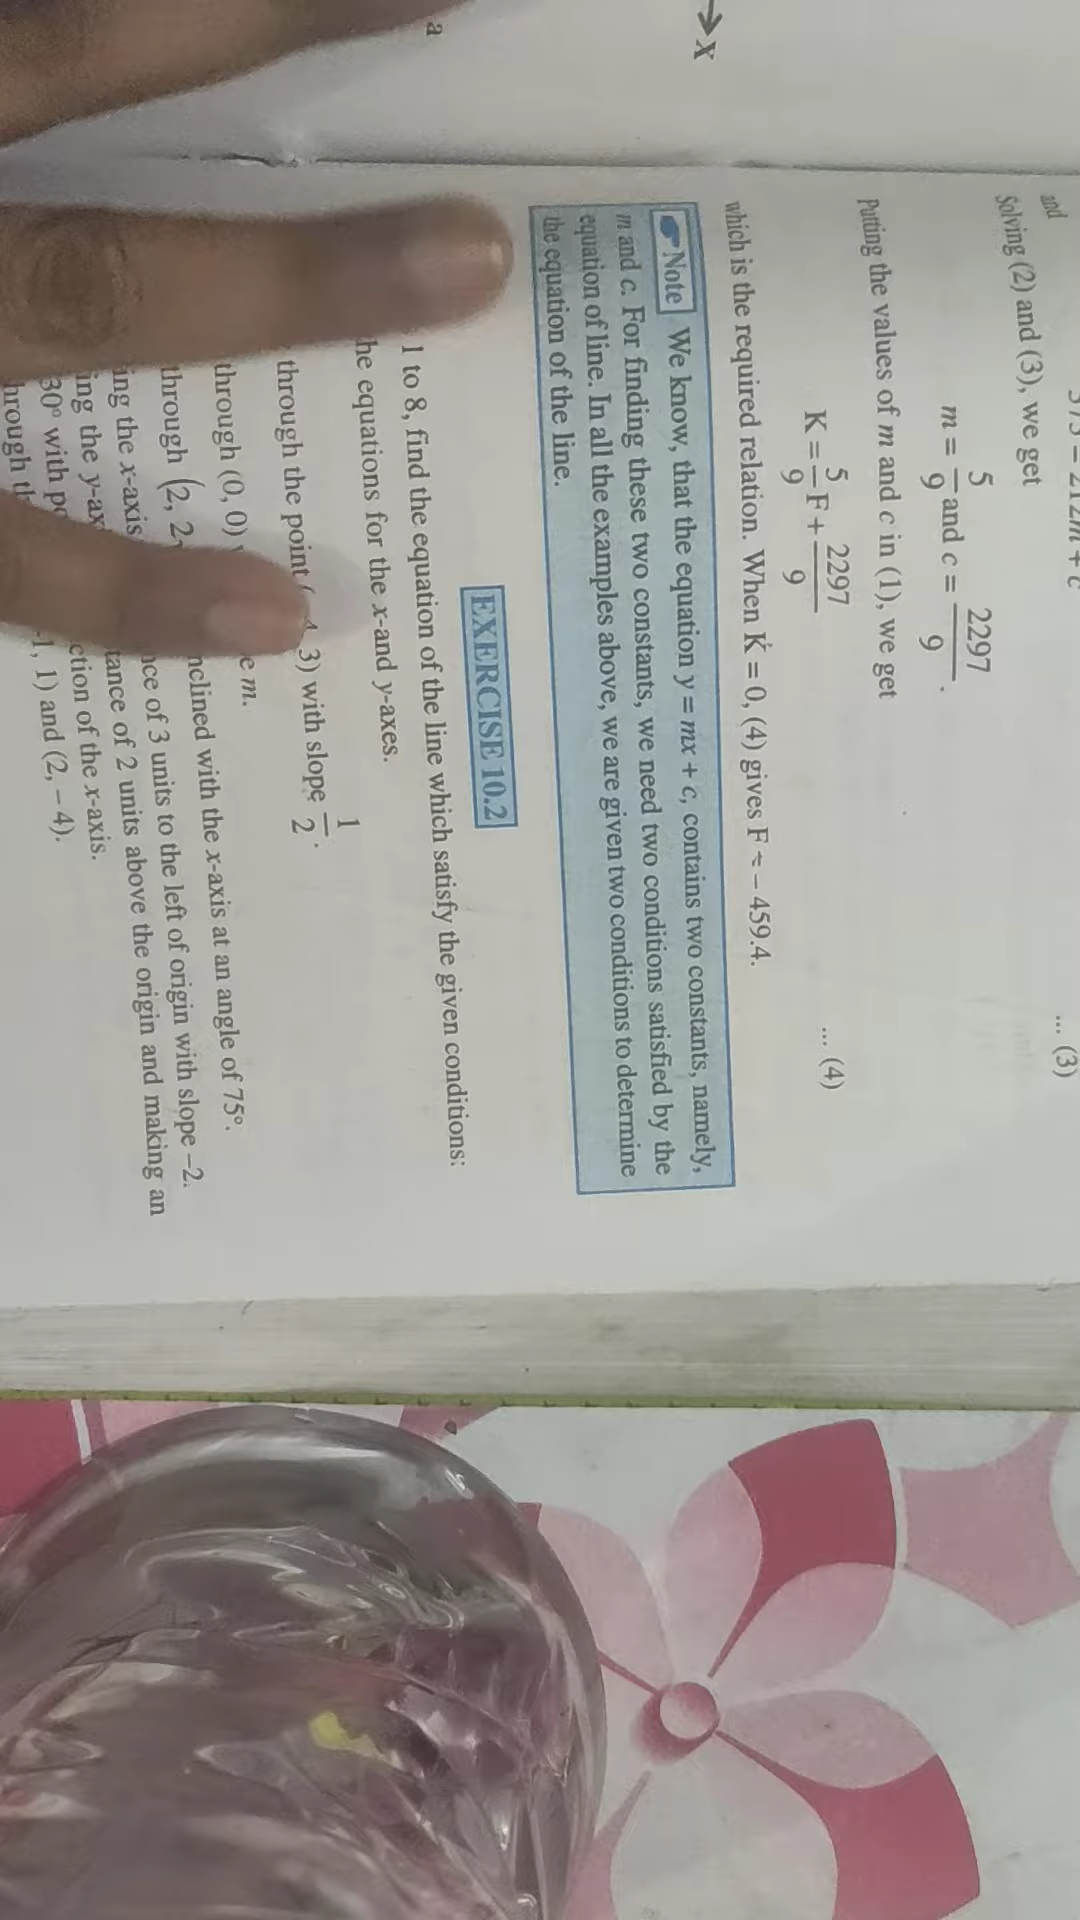 →X
a
373 = 212m + c ... (3)
and
Solving (2) and (3), we get
m = 5/9 and c = 2297/9.
Putting the values of m and c in (1), we get
K = 5/9 F + 2297/9 ... (4)
which is the required relation. When K = 0, (4) gives F = – 459.4.
Note We know, that the equation y = mx + c, contains two constants, namely,
m and c. For finding these two constants, we need two conditions satisfied by the
equation of line. In all the examples above, we are given two conditions to determine
the equation of the line.
EXERCISE 10.2
1 to 8, find the equation of the line which satisfy the given conditions:
he equations for the x-and y-axes.
through the point (– 4, 3) with slope 1/2.
through (0, 0) e m.
through (2, 2 nclined with the x-axis at an angle of 75°.
ing the x-axis nce of 3 units to the left of origin with slope –2.
ing the y-ax tance of 2 units above the origin and making an
30° with po ction of the x-axis.
hrough th -1, 1) and (2, – 4).